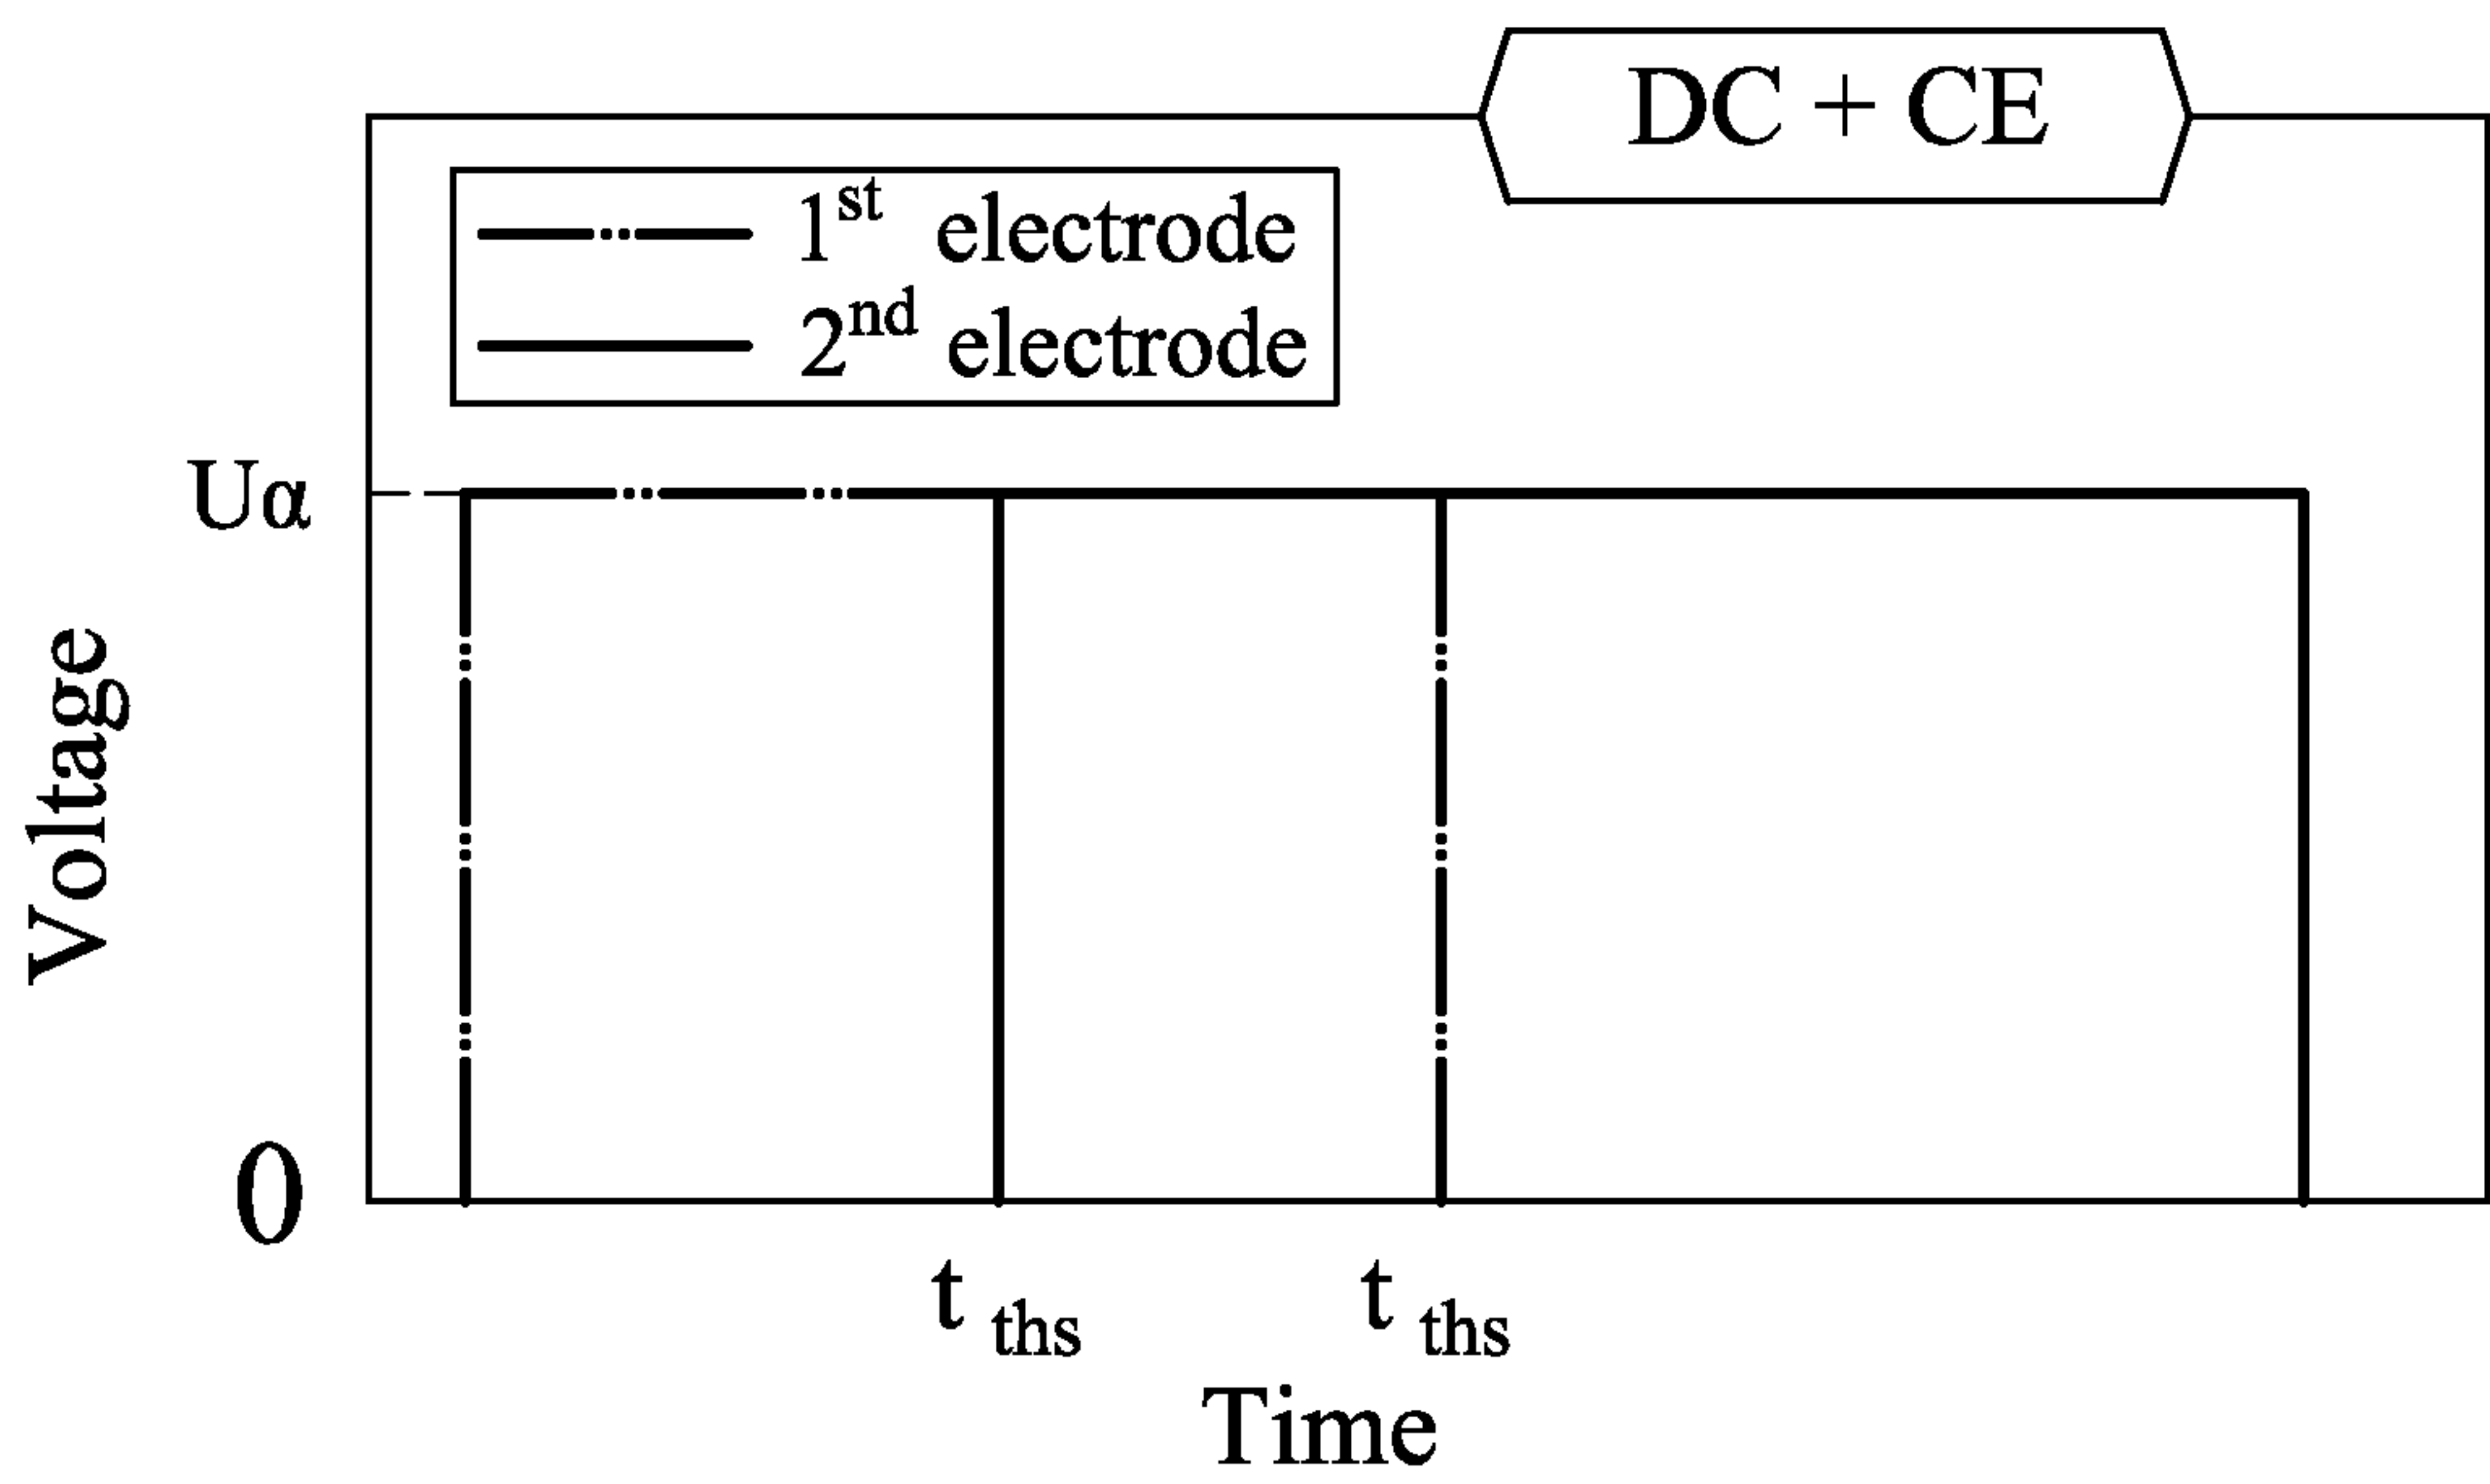 DC + CE
1st electrode
2nd electrode
Uα
Voltage
0
t ths
t ths
Time